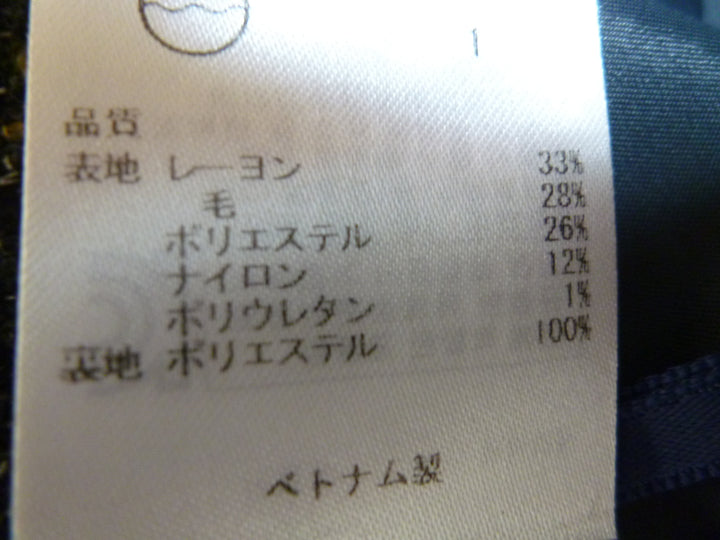 品質
表地 レーヨン 33%
毛 28%
ポリエステル 26%
ナイロン 12%
ポリウレタン 1%
裏地 ポリエステル 100%
ベトナム製